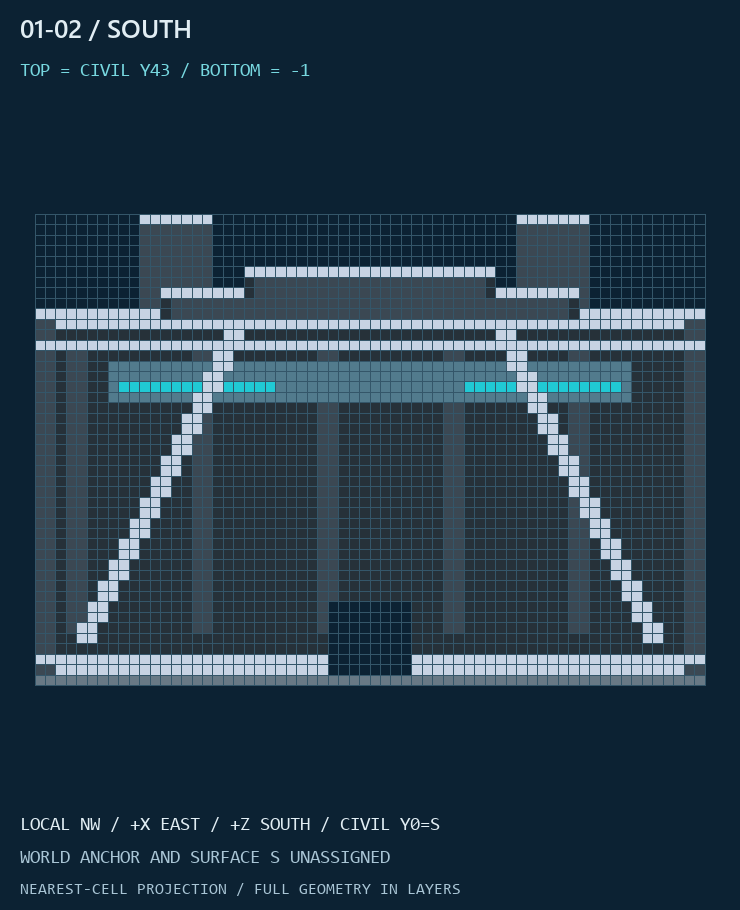 01-02 / SOUTH
TOP = CIVIL Y43 / BOTTOM = -1
LOCAL NW / +X EAST / +Z SOUTH / CIVIL Y0=S
WORLD ANCHOR AND SURFACE S UNASSIGNED
NEAREST-CELL PROJECTION / FULL GEOMETRY IN LAYERS